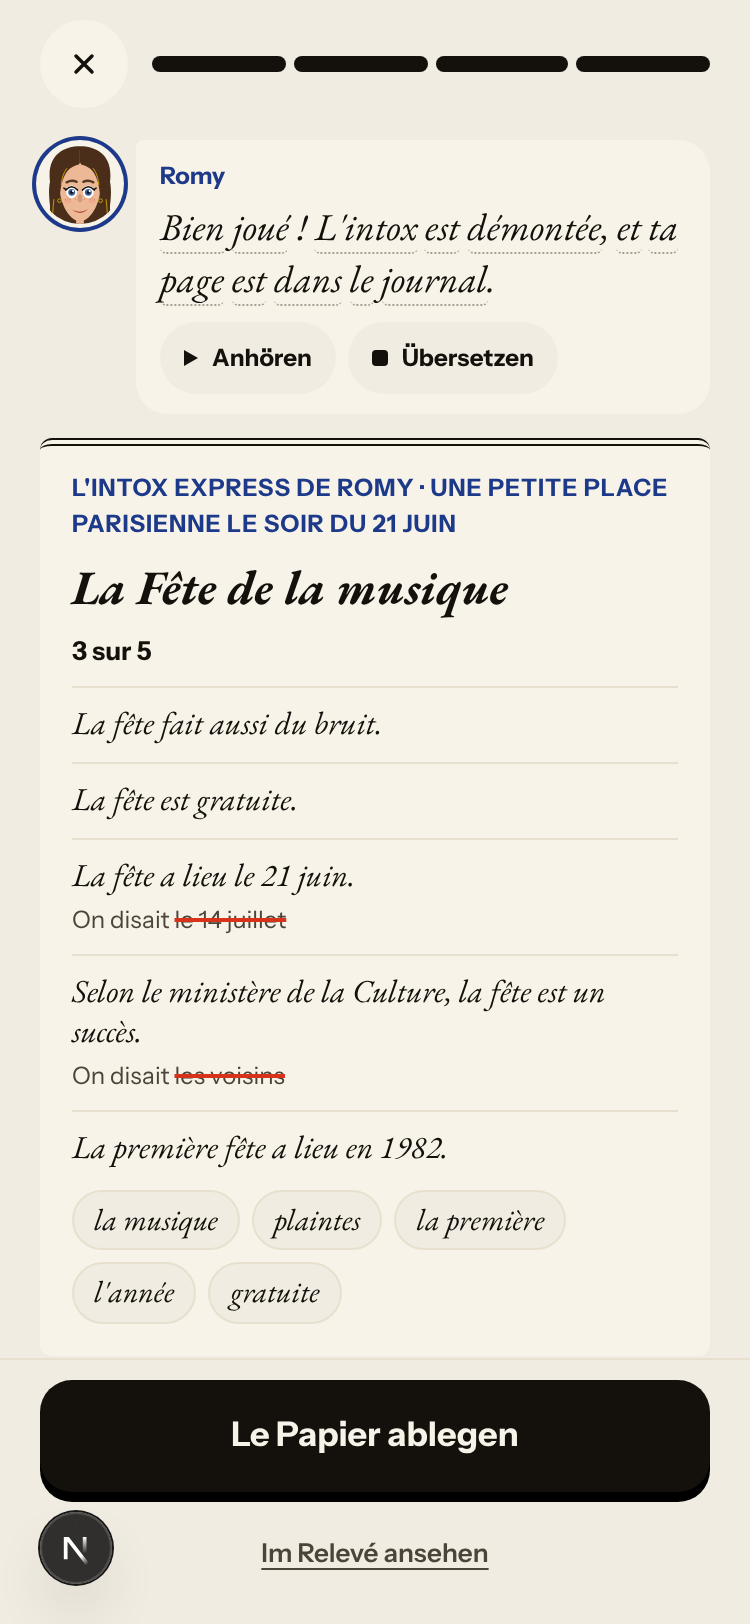 Romy
Bien joué ! L'intox est démontée, et ta
page est dans le journal.
Anhören
Übersetzen
L'INTOX EXPRESS DE ROMY · UNE PETITE PLACE
PARISIENNE LE SOIR DU 21 JUIN
La Fête de la musique
3 sur 5
La fête fait aussi du bruit.
La fête est gratuite.
La fête a lieu le 21 juin.
On disait le 14 juillet
Selon le ministère de la Culture, la fête est un
succès.
On disait les voisins
La première fête a lieu en 1982.
la musique
plaintes
la première
l'année
gratuite
Le Papier ablegen
N
Im Relevé ansehen